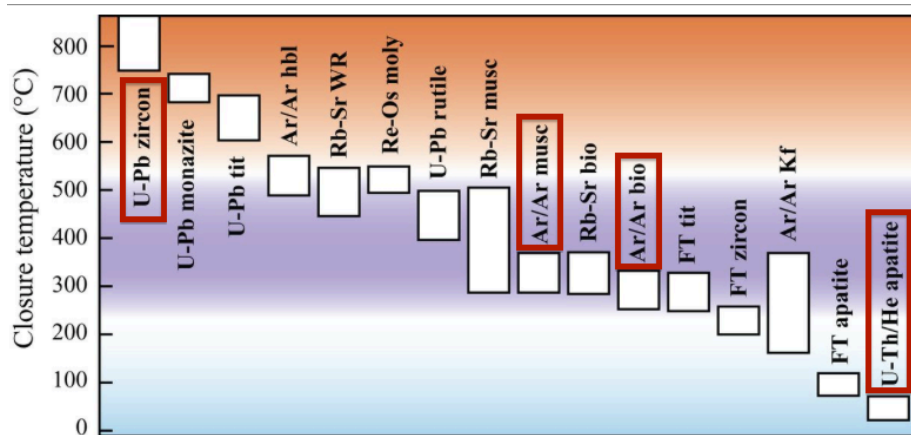 Closure temperature (°C)
800
700
600
500
400
300
200
100
0
U-Pb zircon
U-Pb monazite
U-Pb tit
Ar/Ar hbl
Rb-Sr WR
Re-Os moly
U-Pb rutile
Rb-Sr musc
Ar/Ar musc
Rb-Sr bio
Ar/Ar bio
FT tit
FT zircon
Ar/Ar Kf
FT apatite
U-Th/He apatite